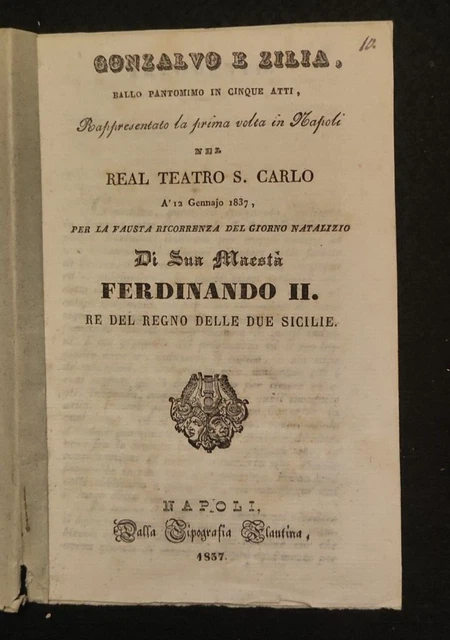 10.
GONZALVO E ZILIA,
BALLO PANTOMIMO IN CINQUE ATTI,
Rappresentato la prima volta in Napoli
NEL
REAL TEATRO S. CARLO
A' 12 Gennajo 1837,
PER LA FAUSTA RICORRENZA DEL GIORNO NATALIZIO
Di Sua Maestà
FERDINANDO II.
RE DEL REGNO DELLE DUE SICILIE.
NAPOLI,
Dalla Tipografia Flautina,
1837.